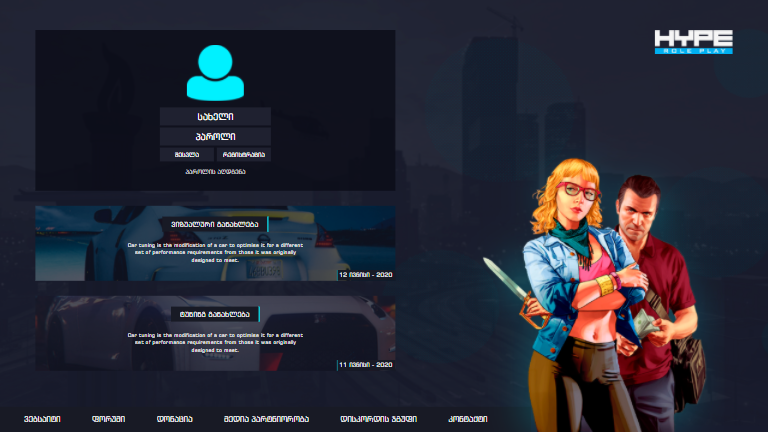 HYPE
ROLE PLAY
სახელი
პაროლი
შესვლა
რეგისტრაცია
პაროლის აღდგენა
ვიზუალური განახლება
Car tuning is the modification of a car to optimise it for a different
set of performance requirements from those it was originally
designed to meet.
12 ივნისი - 2020
ტუნინგ განახლება
Car tuning is the modification of a car to optimise it for a different
set of performance requirements from those it was originally
designed to meet.
11 ივნისი - 2020
ვებსაიტი
ფორუმი
დონაცია
მედია პარტნიორობა
დისკორდის ჯგუფი
კონტაქტი